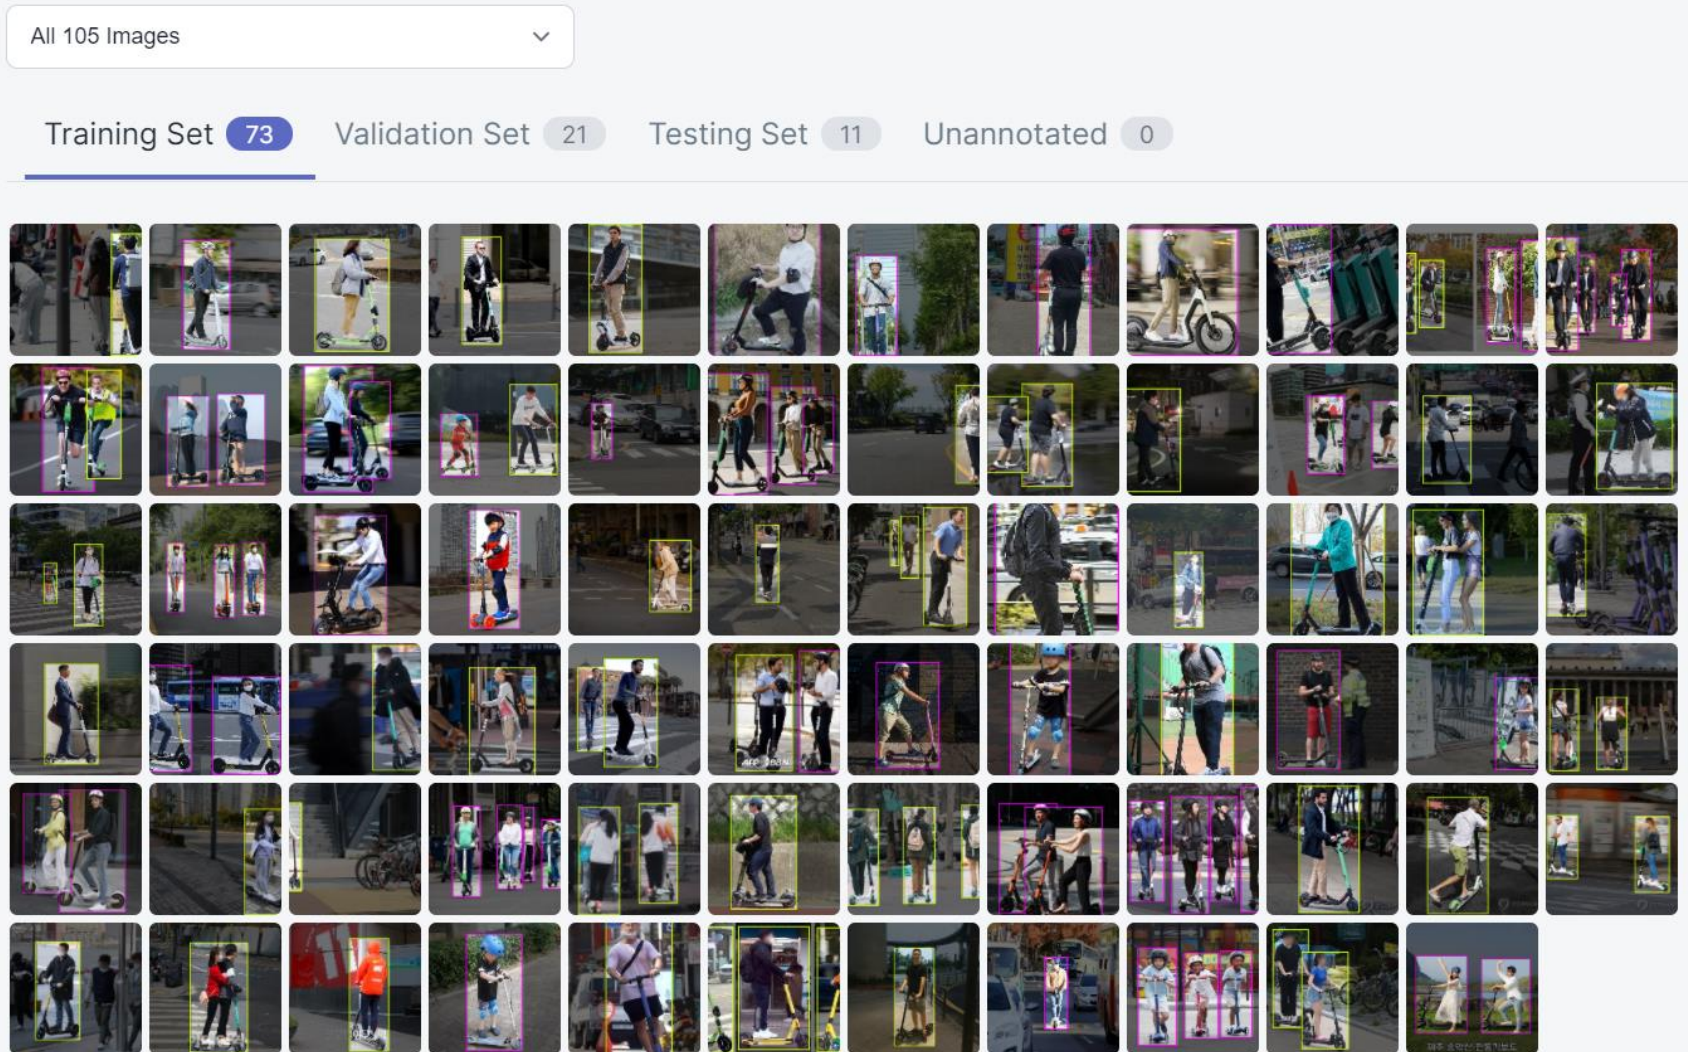 All 105 Images
Training Set 73 Validation Set 21 Testing Set 11 Unannotated 0